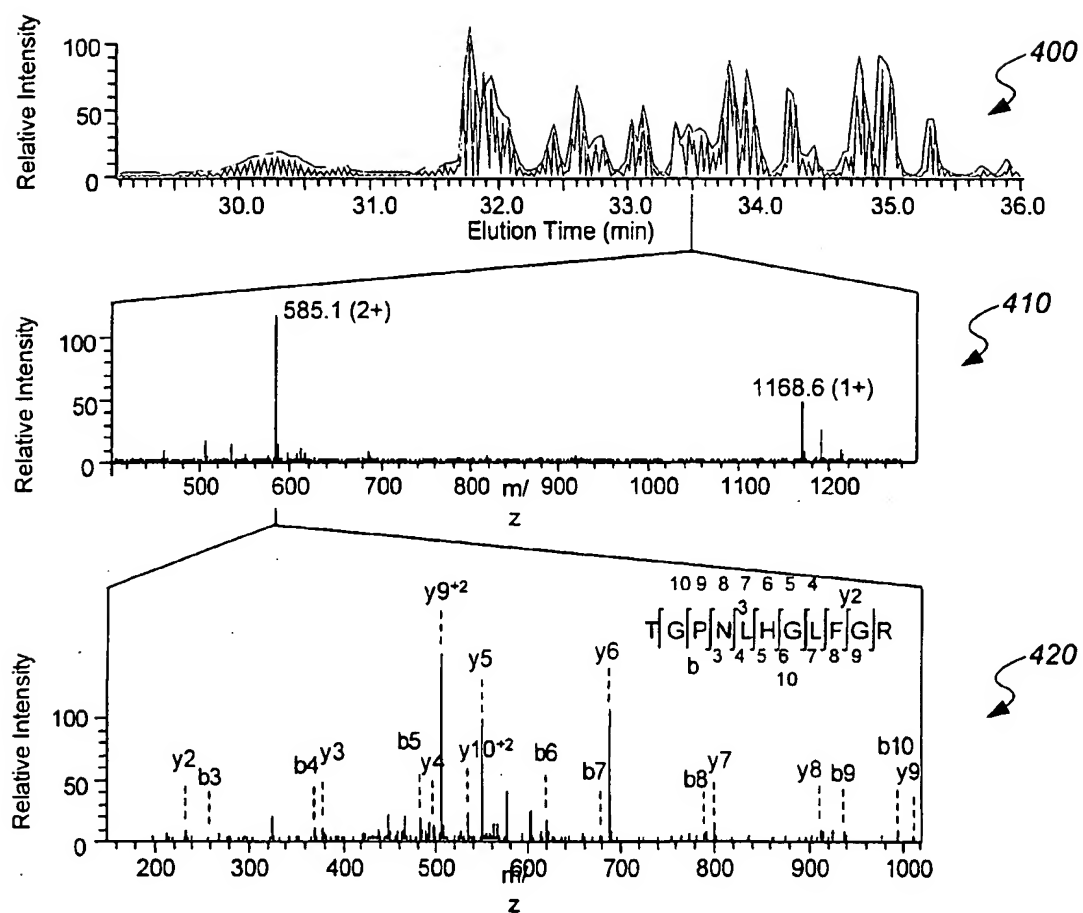 Relative Intensity
100
50
0
400
30.0 31.0 32.0 33.0 34.0 35.0 36.0
Elution Time (min)
Relative Intensity
100
50
0
585.1 (2+)
1168.6 (1+)
410
500 600 700 800 900 1000 1100 1200
m/
z
Relative Intensity
100
50
0
10 9 8 7 6 5 4
3
y2
TGPNLHGLFGR
b 3 4 5 6 7 8 9
10
420
y9+2
y5
y6
y2
b3
b4
y3
b5
y4
y10+2
b6
b7
b8
y7
y8
b9
b10
y9
200 300 400 500 600 700 800 900 1000
m/
z